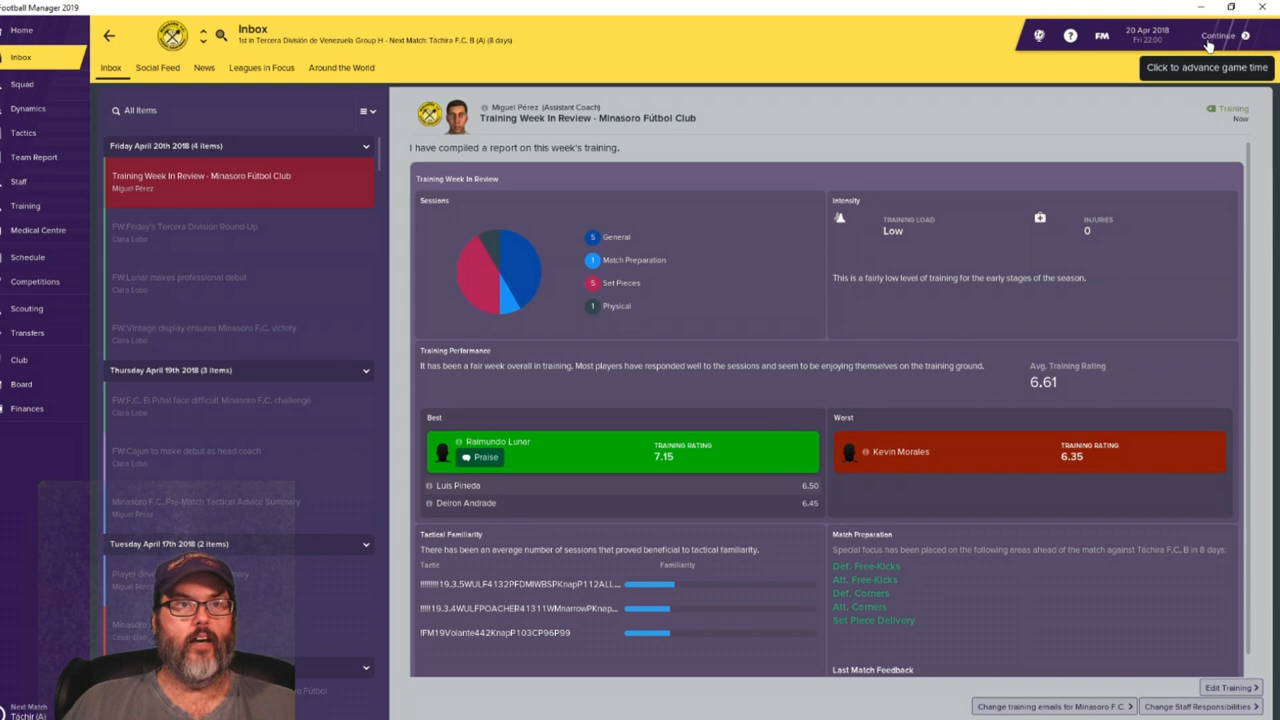 Football Manager 2019
Home
Inbox
Squad
Dynamics
Tactics
Team Report
Staff
Training
Medical Centre
Schedule
Competitions
Scouting
Transfers
Club
Board
Finances
Next Match
Táchir (A)
Inbox
1st in Tercera División de Venezuela Group H - Next Match: Táchira F.C. B (A) (8 days)
FM
20 Apr 2018
Fri 22:00
Continue
Click to advance game time
Inbox Social Feed News Leagues in Focus Around the World
All Items
Friday April 20th 2018 (4 items)
Training Week In Review - Minasoro Fútbol Club
Miguel Pérez
FW:Friday's Tercera División Round-Up
Clara Lobo
FW:Lunar makes professional debut
Clara Lobo
FW:Vintage display ensures Minasoro F.C. victory
Clara Lobo
Thursday April 19th 2018 (3 items)
FW:F.C. El Piñal face difficult Minasoro F.C. challenge
Clara Lobo
FW:Cajun to make debut as head coach
Clara Lobo
Minasoro F.C. Pre-Match Tactical Advice Summary
Miguel Pérez
Tuesday April 17th 2018 (2 items)
Miguel Pérez (Assistant Coach)
Training Week In Review - Minasoro Fútbol Club
Training
Now
I have compiled a report on this week's training.
Training Week In Review
Sessions
5 General
1 Match Preparation
5 Set Pieces
1 Physical
Intensity
TRAINING LOAD
Low
INJURIES
0
This is a fairly low level of training for the early stages of the season.
Training Performance
It has been a fair week overall in training. Most players have responded well to the sessions and seem to be enjoying themselves on the training ground.
Avg. Training Rating
6.61
Best
Raimundo Lunar
Praise
TRAINING RATING
7.15
Luis Pineda 6.50
Deiron Andrade 6.45
Worst
Kevin Morales
TRAINING RATING
6.35
Tactical Familiarity
There has been an average number of sessions that proved beneficial to tactical familiarity.
Tactic Familiarity
!!!!!!!!!19.3.5WULF4132PFDMIWBSPKnapP112ALL...
!!!!!19.3.4WULFPOACHER41311WMnarrowPKnap...
!FM19Volante442KnapP103CP96P99
Match Preparation
Special focus has been placed on the following areas ahead of the match against Táchira F.C. B in 8 days:
Def. Free-Kicks
Att. Free-Kicks
Def. Corners
Att. Corners
Set Piece Delivery
Last Match Feedback
Edit Training
Change training emails for Minasoro F.C.
Change Staff Responsibilities